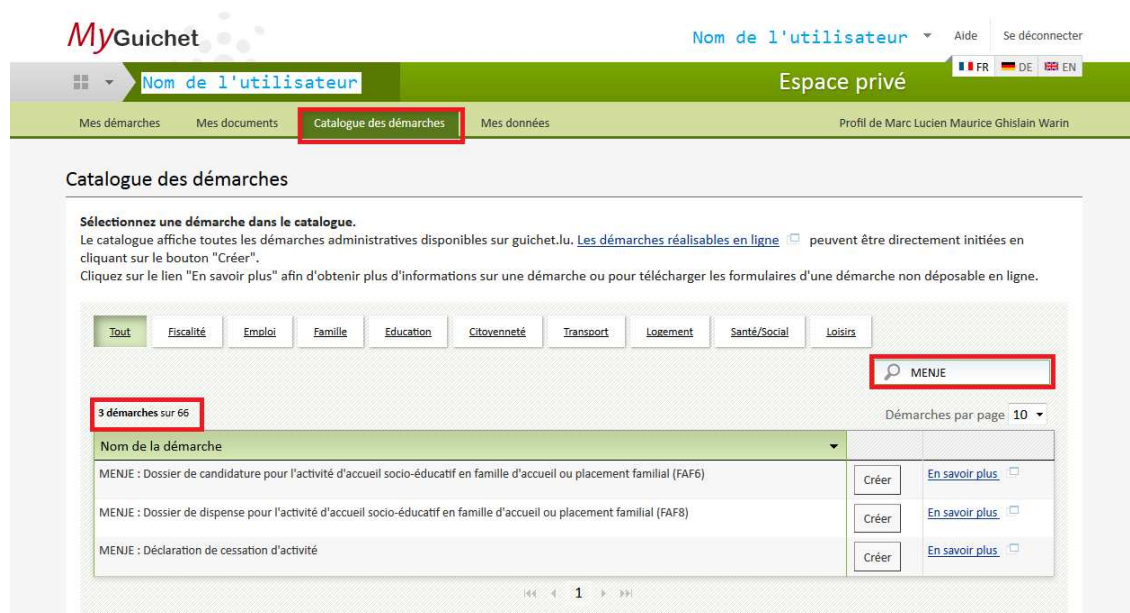 MyGuichet
Nom de l'utilisateur Aide Se déconnecter
FR DE EN
Nom de l'utilisateur Espace privé
Mes démarches Mes documents Catalogue des démarches Mes données Profil de Marc Lucien Maurice Ghislain Warin
Catalogue des démarches
Sélectionnez une démarche dans le catalogue.
Le catalogue affiche toutes les démarches administratives disponibles sur guichet.lu. Les démarches réalisables en ligne peuvent être directement initiées en
cliquant sur le bouton "Créer".
Cliquez sur le lien "En savoir plus" afin d'obtenir plus d'informations sur une démarche ou pour télécharger les formulaires d'une démarche non déposable en ligne.
Tout Fiscalité Emploi Famille Education Citoyenneté Transport Logement Santé/Social Loisirs
MENJE
3 démarches sur 66 Démarches par page 10
Nom de la démarche
MENJE : Dossier de candidature pour l'activité d'accueil socio-éducatif en famille d'accueil ou placement familial (FAF6) Créer En savoir plus
MENJE : Dossier de dispense pour l'activité d'accueil socio-éducatif en famille d'accueil ou placement familial (FAF8) Créer En savoir plus
MENJE : Déclaration de cessation d'activité Créer En savoir plus
1